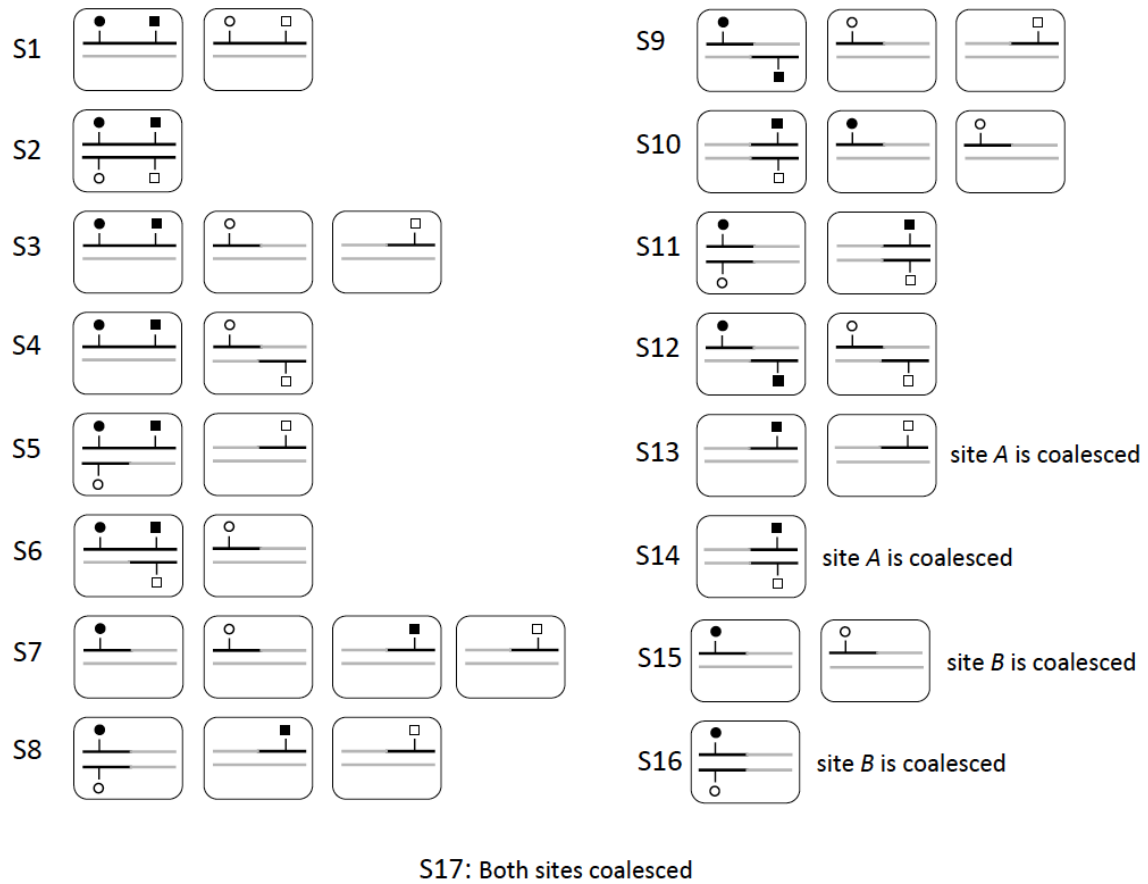 S1
S2
S3
S4
S5
S6
S7
S8
S9
S10
S11
S12
S13 site A is coalesced
S14 site A is coalesced
S15 site B is coalesced
S16 site B is coalesced
S17: Both sites coalesced